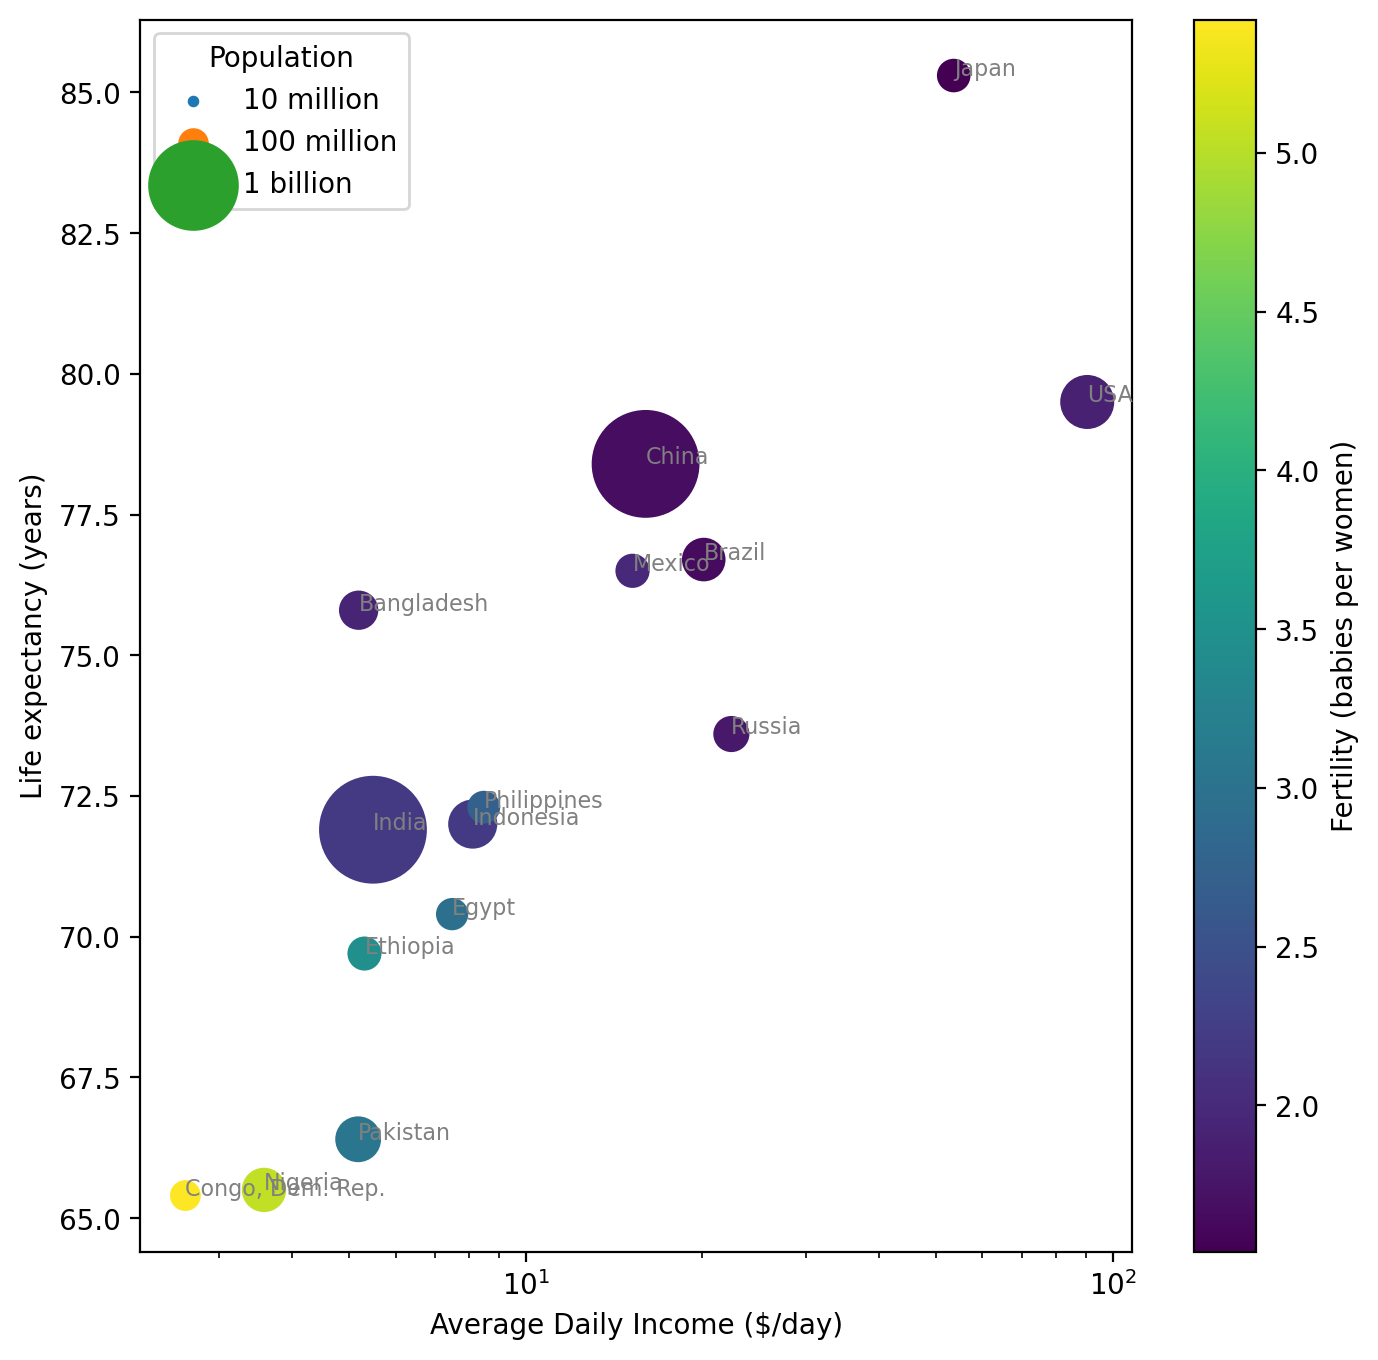 Population
10 million
100 million
1 billion
85.0
82.5
80.0
77.5
75.0
72.5
70.0
67.5
65.0
Life expectancy (years)
Japan
USA
China
Brazil
Mexico
Bangladesh
Russia
Philippines
Indonesia
India
Egypt
Ethiopia
Pakistan
Nigeria
Congo, Dem. Rep.
10¹
10²
Average Daily Income ($/day)
5.0
4.5
4.0
3.5
3.0
2.5
2.0
Fertility (babies per women)